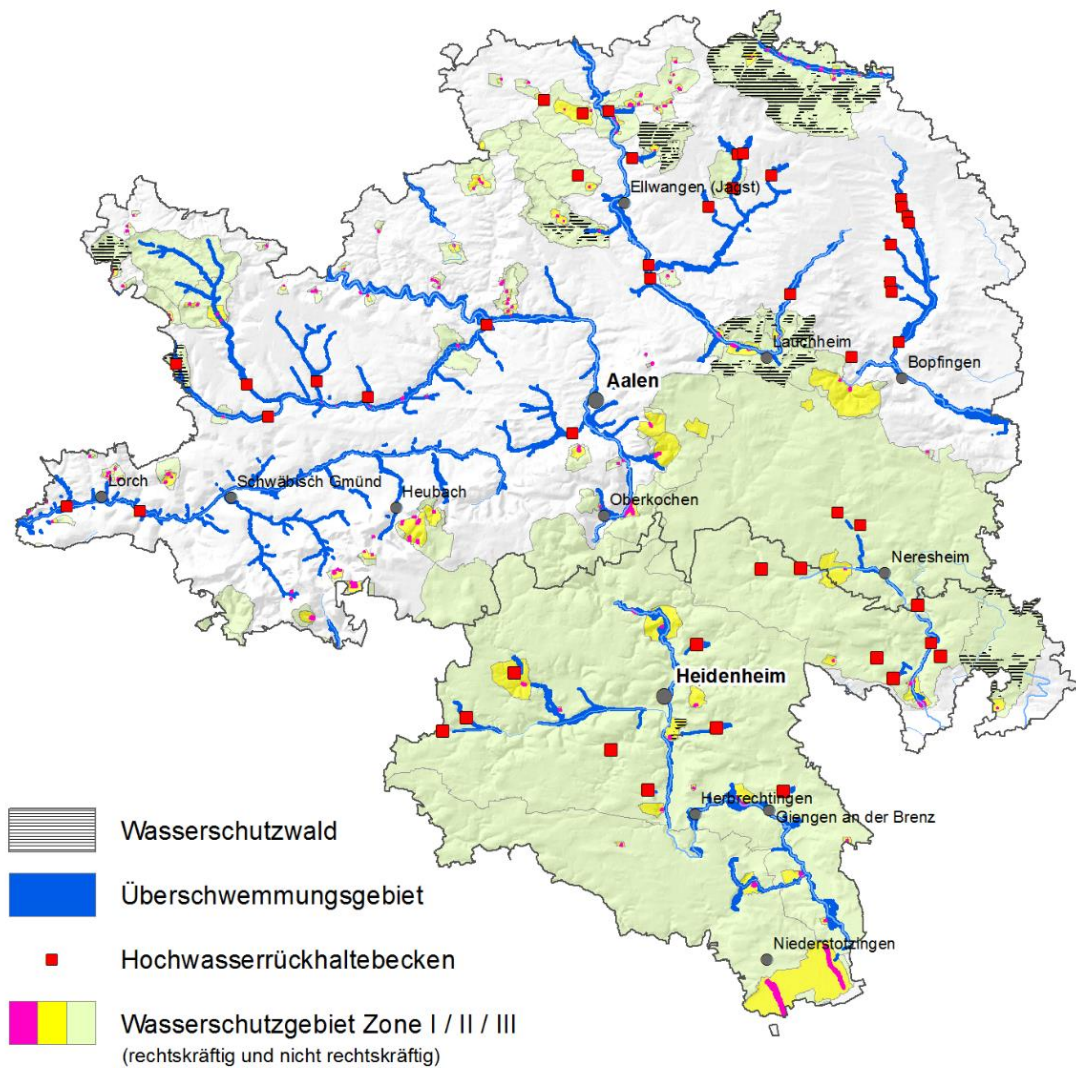 Ellwangen (Jagst)
Lauchheim
Bopfingen
Aalen
Lorch
Schwäbisch Gmünd
Heubach
Oberkochen
Neresheim
Heidenheim
Herbrechtingen
Giengen an der Brenz
Niederstotzingen
Wasserschutzwald
Überschwemmungsgebiet
Hochwasserrückhaltebecken
Wasserschutzgebiet Zone I / II / III
(rechtskräftig und nicht rechtskräftig)